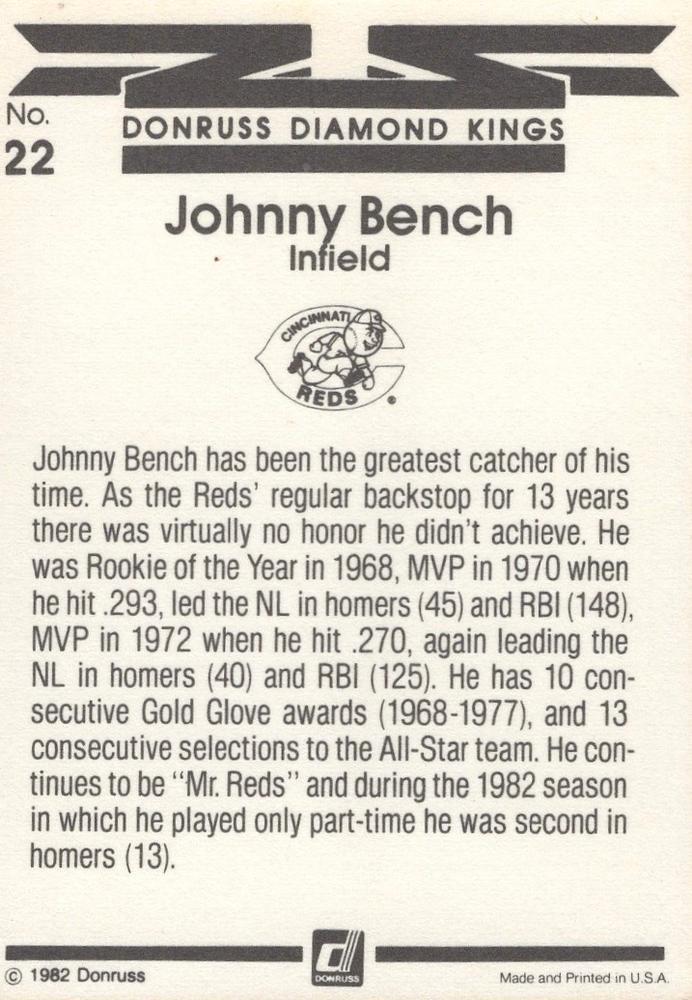 No.
22
DONRUSS DIAMOND KINGS
Johnny Bench
Infield
CINCINNATI
REDS ®
Johnny Bench has been the greatest catcher of his
time. As the Reds' regular backstop for 13 years
there was virtually no honor he didn't achieve. He
was Rookie of the Year in 1968, MVP in 1970 when
he hit .293, led the NL in homers (45) and RBI (148),
MVP in 1972 when he hit .270, again leading the
NL in homers (40) and RBI (125). He has 10 con-
secutive Gold Glove awards (1968-1977), and 13
consecutive selections to the All-Star team. He con-
tinues to be "Mr. Reds" and during the 1982 season
in which he played only part-time he was second in
homers (13).
d
DONRUSS
© 1982 Donruss
Made and Printed in U.S.A.